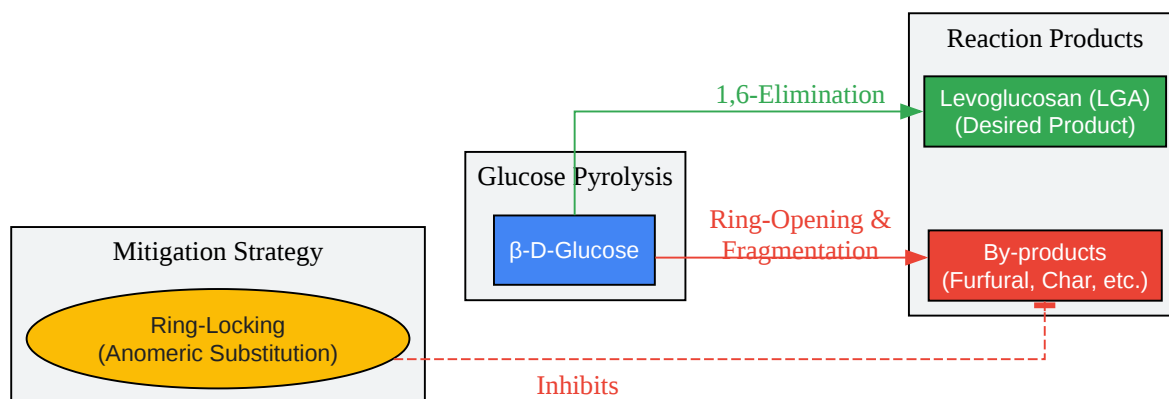 Reaction Products
1,6-Elimination
Levoglucosan (LGA)
(Desired Product)
Glucose Pyrolysis
β-D-Glucose
Ring-Opening &
Fragmentation
By-products
(Furfural, Char, etc.)
Mitigation Strategy
Ring-Locking
(Anomeric Substitution)
Inhibits